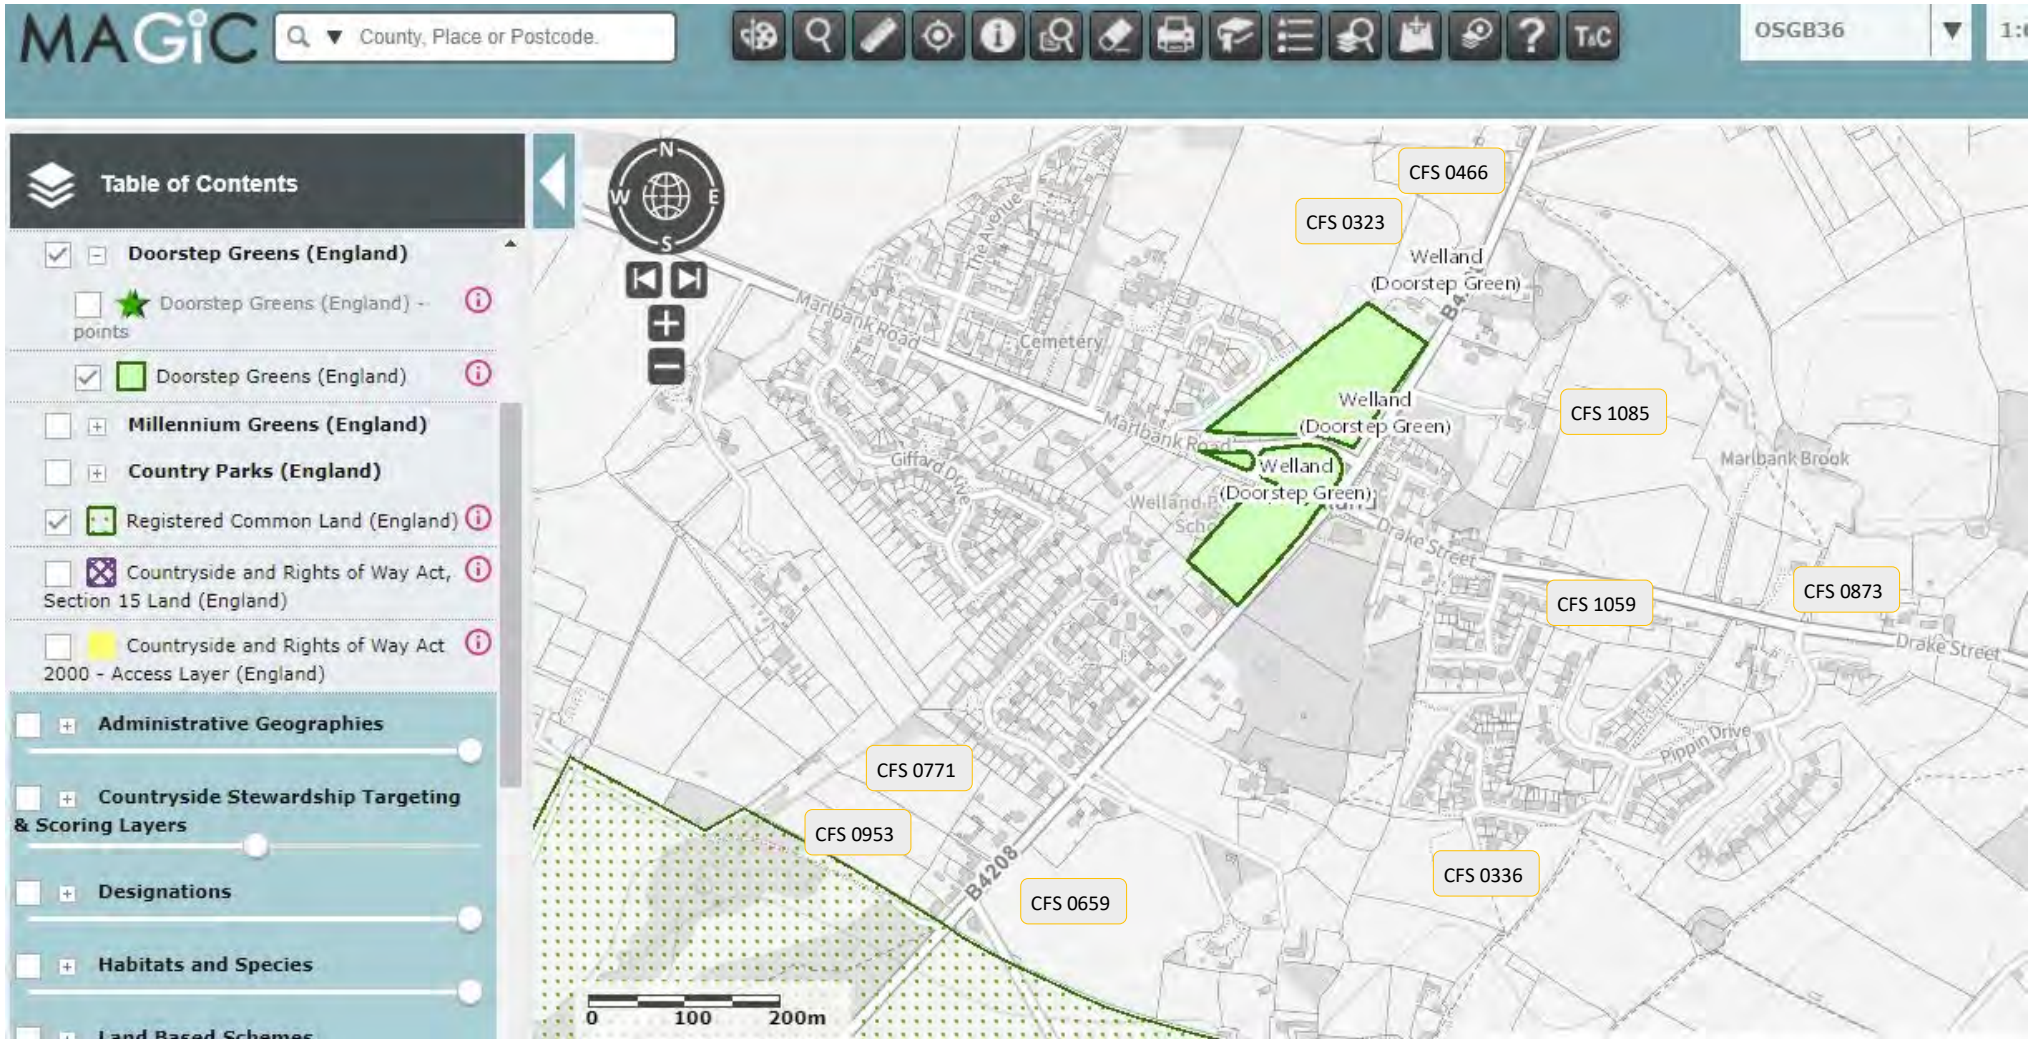 MAGiC
County, Place or Postcode.
T&C
OSGB36
Table of Contents
Doorstep Greens (England)
Doorstep Greens (England) -
points
Doorstep Greens (England)
Millennium Greens (England)
Country Parks (England)
Registered Common Land (England)
Countryside and Rights of Way Act,
Section 15 Land (England)
Countryside and Rights of Way Act
2000 - Access Layer (England)
Administrative Geographies
Countryside Stewardship Targeting
& Scoring Layers
Designations
Habitats and Species
Land Based Schemes
N
W
E
S
CFS 0466
CFS 0323
Welland
(Doorstep Green)
The Avenue
Marlbank Road
Cemetery
Welland
(Doorstep Green)
CFS 1085
Marlbank Road
Giffard Drive
Welland
(Doorstep Green)
Marlbank Brook
Drake Street
CFS 1059
CFS 0873
Drake Street
Pippin Drive
CFS 0771
CFS 0953
CFS 0336
B4208
CFS 0659
0 100 200m